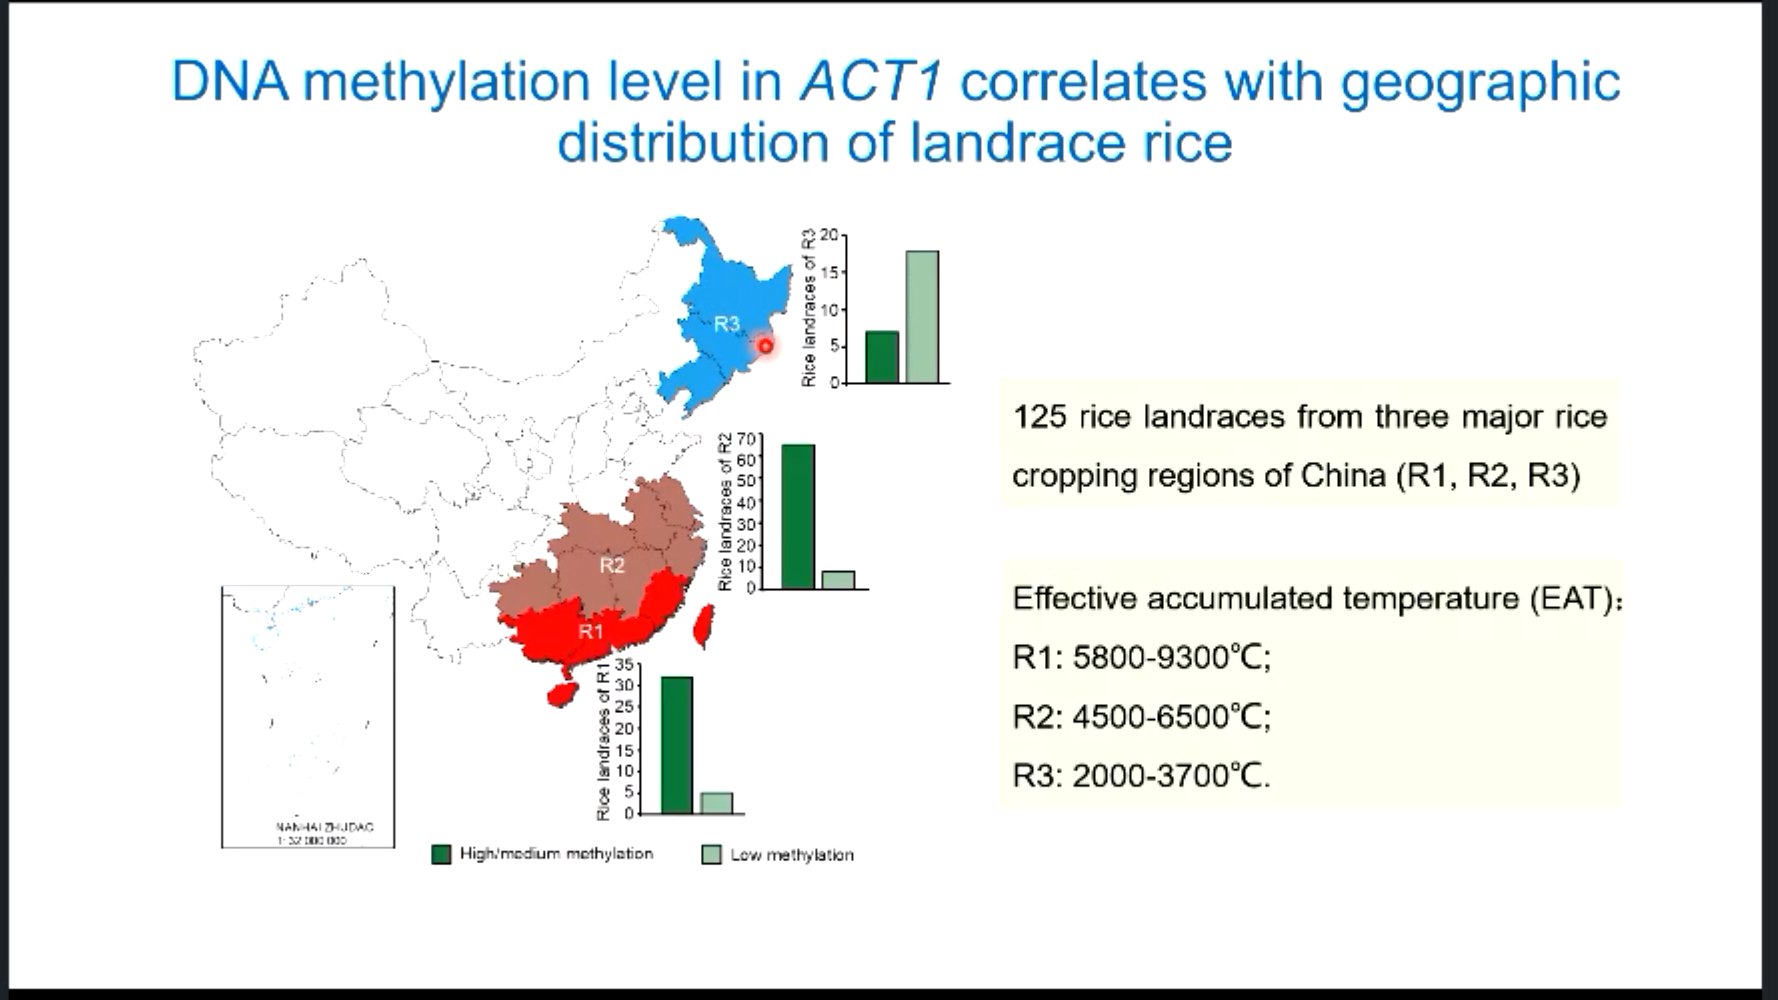 DNA methylation level in ACT1 correlates with geographic
distribution of landrace rice
R3
Rice landraces of R3
20
15
10
5
0
125 rice landraces from three major rice
cropping regions of China (R1, R2, R3)
R2
Rice landraces of R2
70
60
50
40
30
20
10
0
Effective accumulated temperature (EAT):
R1: 5800-9300℃;
R2: 4500-6500℃;
R3: 2000-3700℃.
R1
Rice landraces of R1
35
30
25
20
15
10
5
0
NANHAI ZHUDAO
1: 32 000 000
High/medium methylation
Low methylation